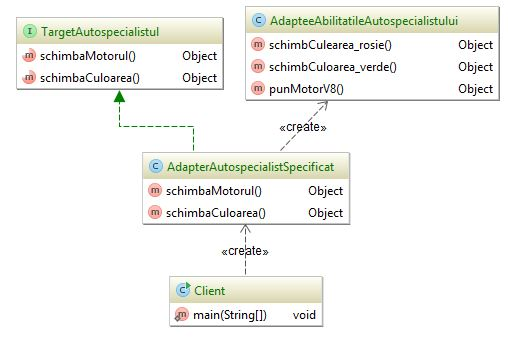 TargetAutospecialistul
schimbaMotorul() Object
schimbaCuloarea() Object
AdapteeAbilitatileAutospecialistului
schimbCulearea_rosie() Object
schimbCuloarea_verde() Object
punMotorV8() Object
«create»
AdapterAutospecialistSpecificat
schimbaMotorul() Object
schimbaCuloarea() Object
«create»
Client
main(String[]) void